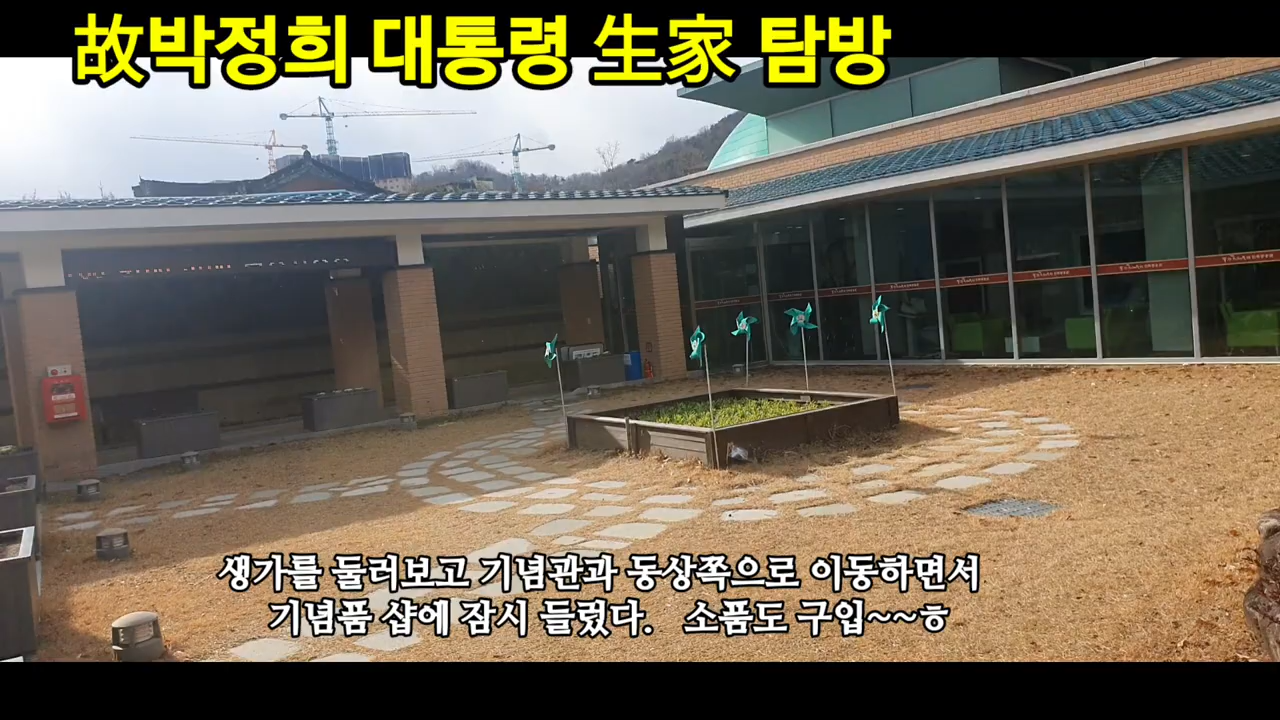 故박정희 대통령 生家 탐방
생가를 둘러보고 기념관과 동상쪽으로 이동하면서
기념품 샵에 잠시 들렀다. 소품도 구입~~ㅎ